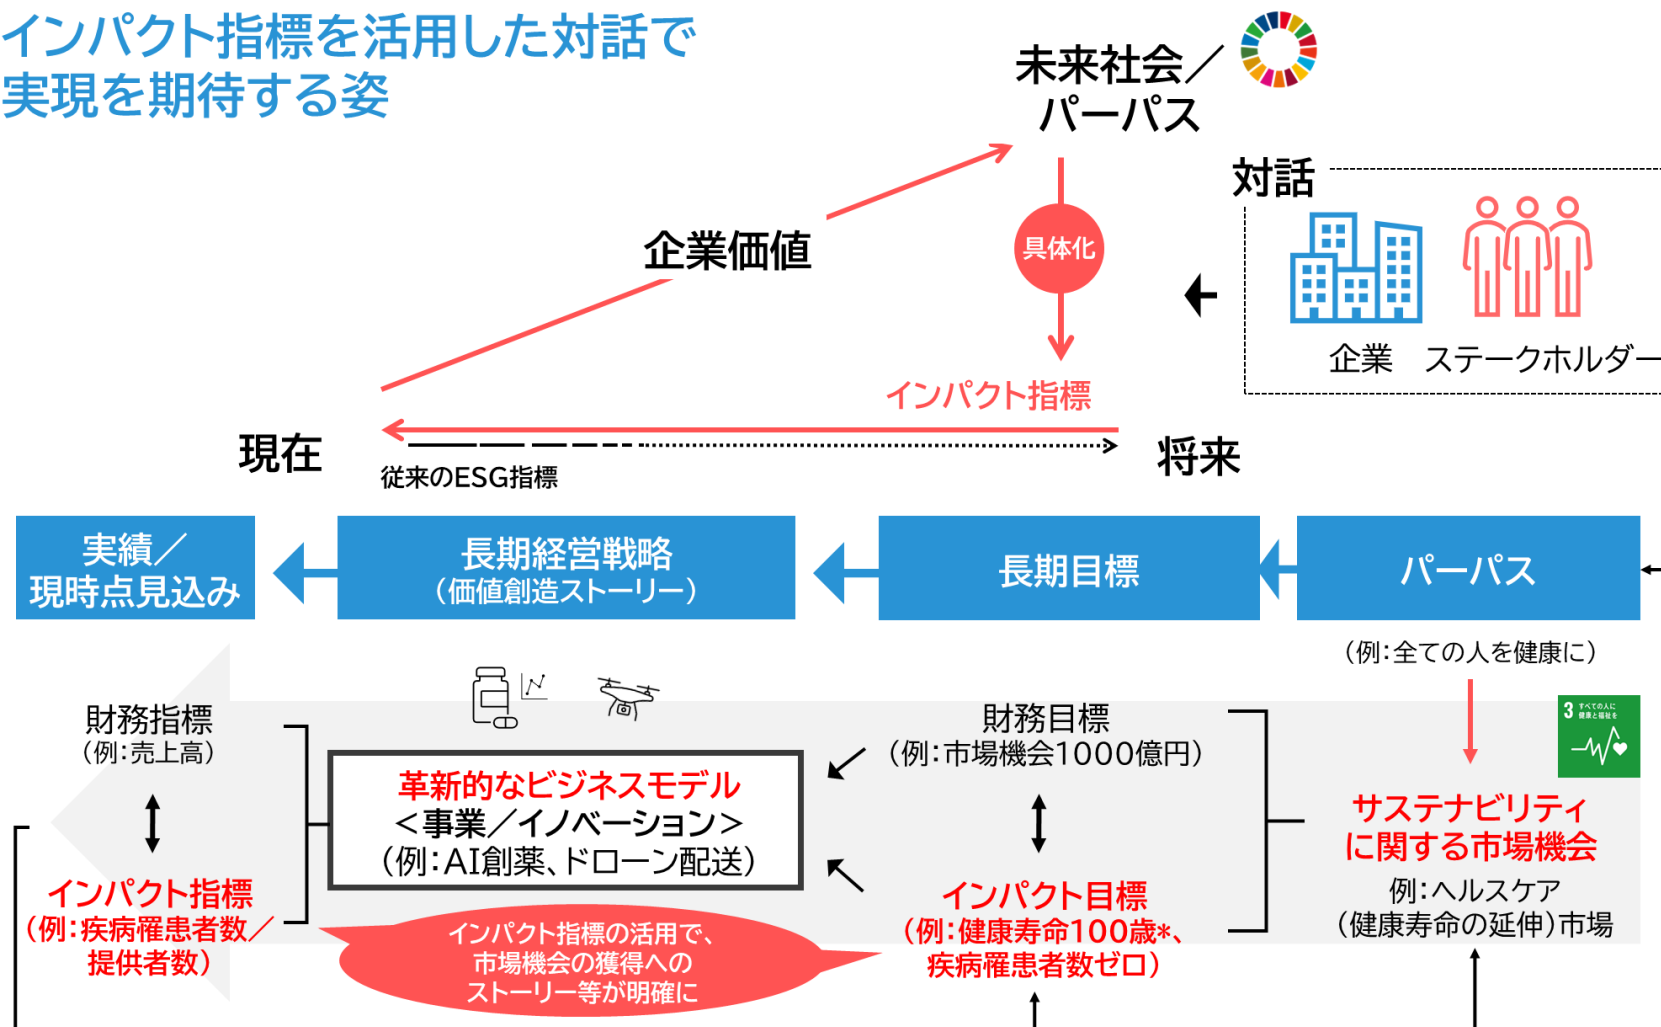 インパクト指標を活用した対話で
実現を期待する姿
未来社会／
パーパス
対話
企業価値
具体化
企業
ステークホルダー
インパクト指標
現在
従来のESG指標
将来
実績／
現時点見込み
長期経営戦略
（価値創造ストーリー）
長期目標
パーパス
（例：全ての人を健康に）
3 すべての人に
健康と福祉を
財務指標
（例：売上高）
インパクト指標
（例：疾病罹患者数／
提供者数）
革新的なビジネスモデル
＜事業／イノベーション＞
（例：AI創薬、ドローン配送）
インパクト指標の活用で、
市場機会の獲得への
ストーリー等が明確に
財務目標
（例：市場機会1000億円）
インパクト目標
（例：健康寿命100歳*、
疾病罹患者数ゼロ）
サステナビリティ
に関する市場機会
例：ヘルスケア
（健康寿命の延伸）市場